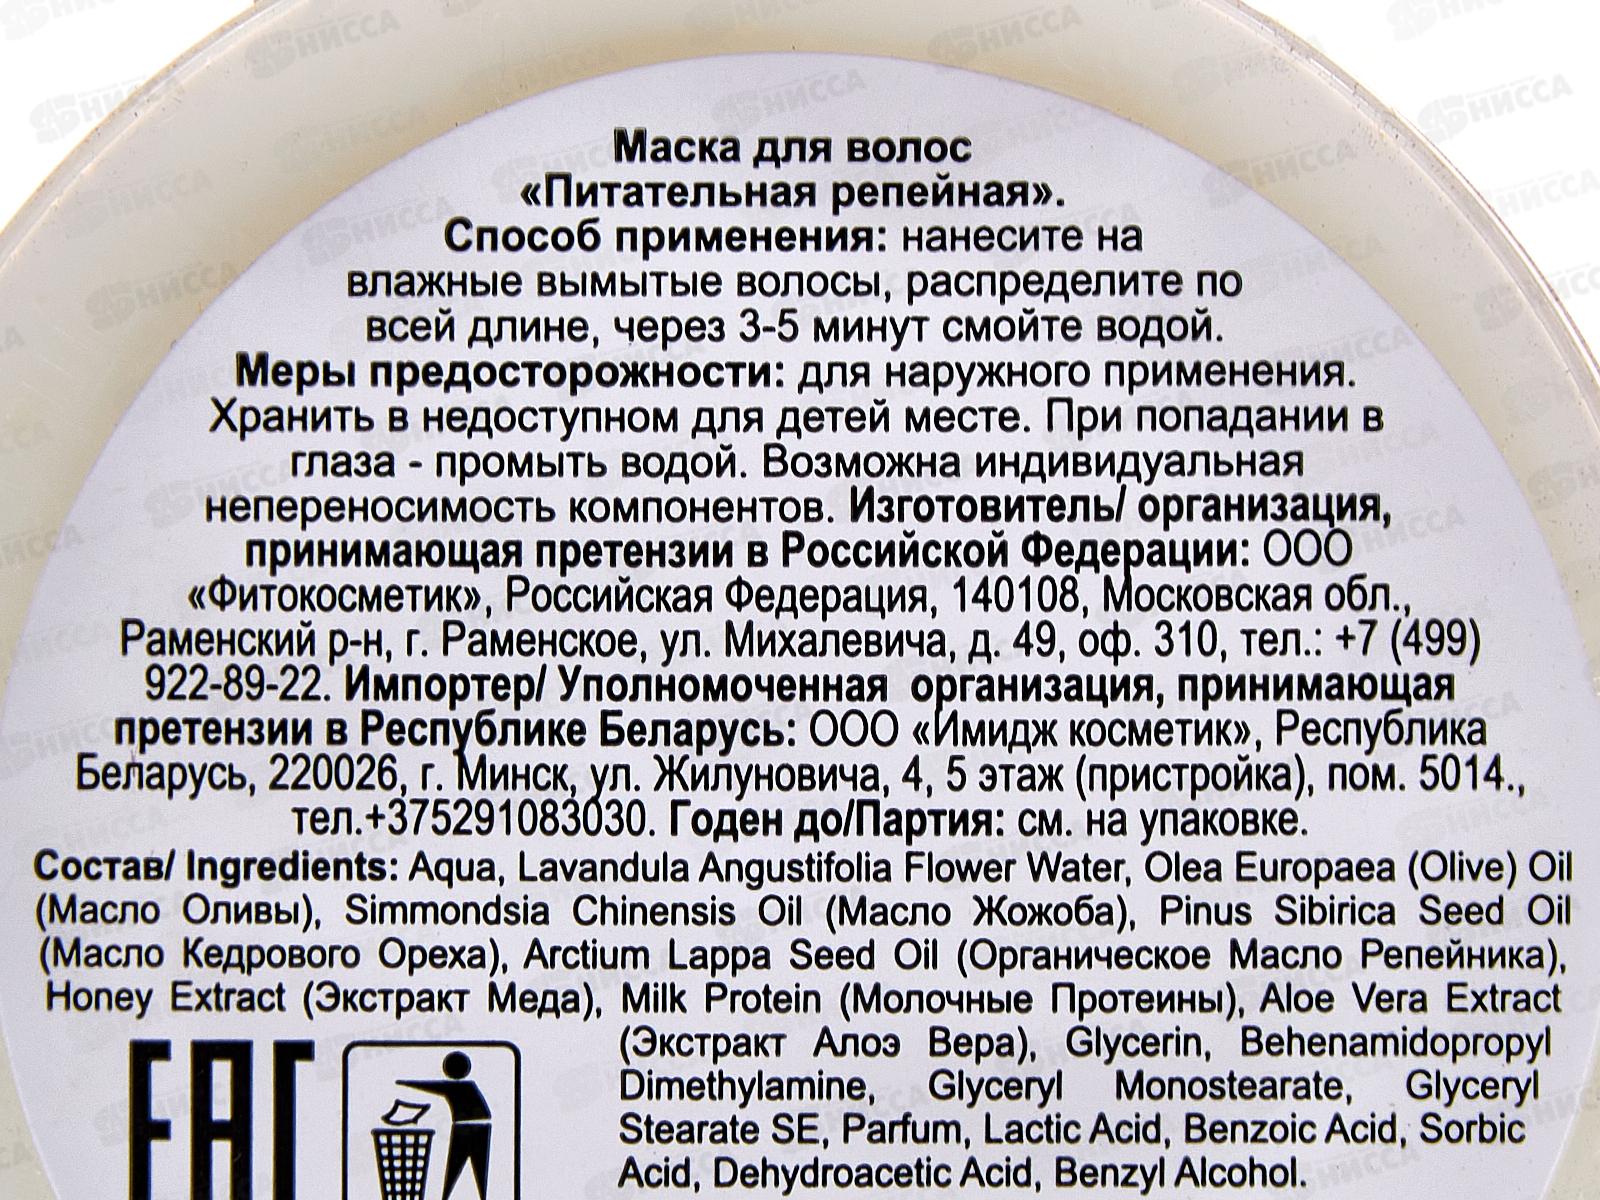 Маска для волос
«Питательная репейная».
Способ применения: нанесите на
влажные вымытые волосы, распределите по
всей длине, через 3-5 минут смойте водой.
Меры предосторожности: для наружного применения.
Хранить в недоступном для детей месте. При попадании в
глаза - промыть водой. Возможна индивидуальная
непереносимость компонентов. Изготовитель/ организация,
принимающая претензии в Российской Федерации: ООО
«Фитокосметик», Российская Федерация, 140108, Московская обл.,
Раменский р-н, г. Раменское, ул. Михалевича, д. 49, оф. 310, тел.: +7 (499)
922-89-22. Импортер/ Уполномоченная организация, принимающая
претензии в Республике Беларусь: ООО «Имидж косметик», Республика
Беларусь, 220026, г. Минск, ул. Жилуновича, 4, 5 этаж (пристройка), пом. 5014.,
тел.+375291083030. Годен до/Партия: см. на упаковке.
Состав/ Ingredients: Aqua, Lavandula Angustifolia Flower Water, Olea Europaea (Olive) Oil
(Масло Оливы), Simmondsia Chinensis Oil (Масло Жожоба), Pinus Sibirica Seed Oil
(Масло Кедрового Ореха), Arctium Lappa Seed Oil (Органическое Масло Репейника),
Honey Extract (Экстракт Меда), Milk Protein (Молочные Протеины), Aloe Vera Extract
(Экстракт Алоэ Вера), Glycerin, Behenamidopropyl
Dimethylamine, Glyceryl Monostearate, Glyceryl
Stearate SE, Parfum, Lactic Acid, Benzoic Acid, Sorbic
Acid, Dehydroacetic Acid, Benzyl Alcohol.
EAC
НИССА